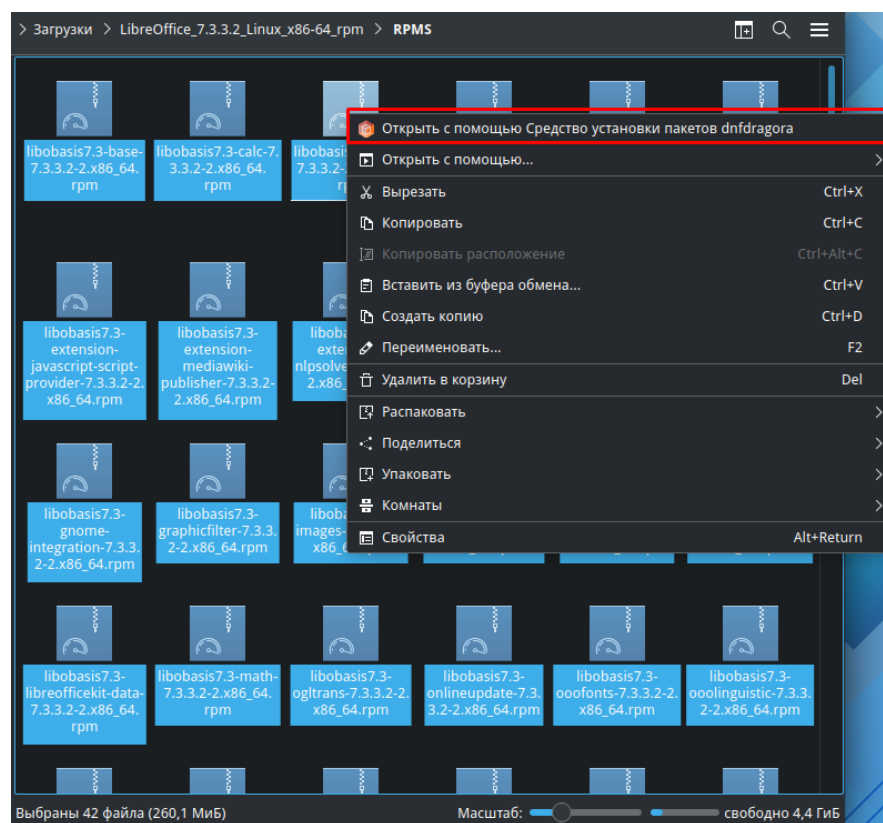 > Загрузки > LibreOffice_7.3.3.2_Linux_x86-64_rpm > RPMS
libobasis7.3-base-
7.3.3.2-2.x86_64.
rpm
libobasis7.3-calc-7.
3.3.2-2.x86_64.
rpm
Открыть с помощью Средство установки пакетов dnfdragora
Открыть с помощью...
Вырезать Ctrl+X
Копировать Ctrl+C
Копировать расположение Ctrl+Alt+C
Вставить из буфера обмена... Ctrl+V
Создать копию Ctrl+D
Переименовать... F2
Удалить в корзину Del
Распаковать
Поделиться
Упаковать
Комнаты
Свойства Alt+Return
libobasis7.3-
extension-
javascript-script-
provider-7.3.3.2-2.
x86_64.rpm
libobasis7.3-
extension-
mediawiki-
publisher-7.3.3.2-
2.x86_64.rpm
libobasis7.3-
gnome-
integration-7.3.3.
2-2.x86_64.rpm
libobasis7.3-
graphicfilter-7.3.3.
2-2.x86_64.rpm
libobasis7.3-
libreofficekit-data-
7.3.3.2-2.x86_64.
rpm
libobasis7.3-math-
7.3.3.2-2.x86_64.
rpm
libobasis7.3-
ogltrans-7.3.3.2-2.
x86_64.rpm
libobasis7.3-
onlineupdate-7.3.
3.2-2.x86_64.rpm
libobasis7.3-
ooofonts-7.3.3.2-2.
x86_64.rpm
libobasis7.3-
ooolinguistic-7.3.3.
2-2.x86_64.rpm
Выбраны 42 файла (260,1 МиБ) Масштаб: свободно 4,4 ГиБ